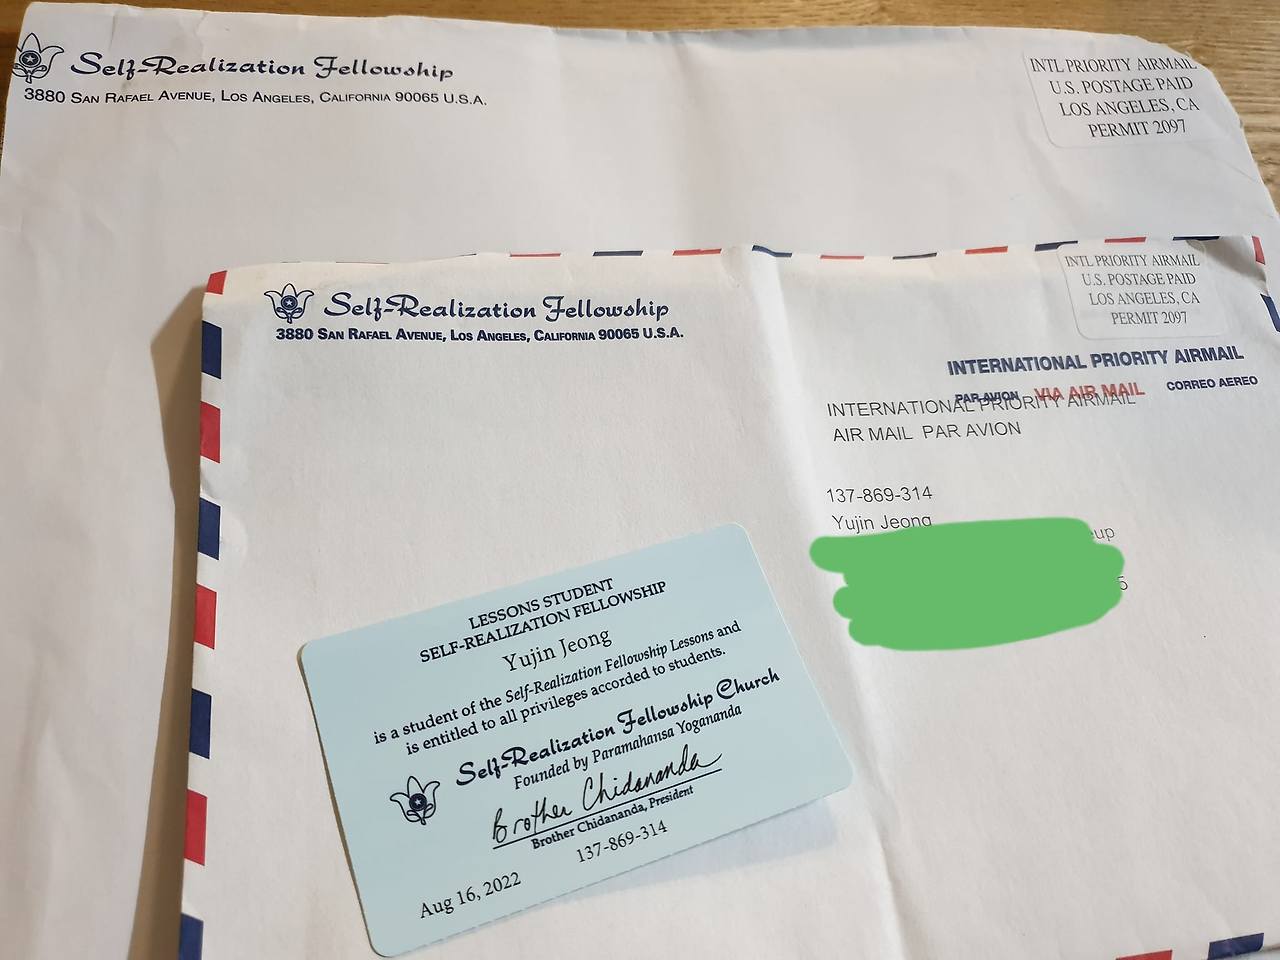 Self-Realization Fellowship
3880 San Rafael Avenue, Los Angeles, California 90065 U.S.A.
INTL PRIORITY AIRMAIL
U.S. POSTAGE PAID
LOS ANGELES, CA
PERMIT 2097
Self-Realization Fellowship
3880 San Rafael Avenue, Los Angeles, California 90065 U.S.A.
INTL PRIORITY AIRMAIL
U.S. POSTAGE PAID
LOS ANGELES, CA
PERMIT 2097
INTERNATIONAL PRIORITY AIRMAIL
PAR AVION VIA AIR MAIL CORREO AEREO
INTERNATIONAL PRIORITY AIRMAIL
AIR MAIL PAR AVION
137-869-314
Yujin Jeong
LESSONS STUDENT
SELF-REALIZATION FELLOWSHIP
Yujin Jeong
is a student of the Self-Realization Fellowship Lessons and
is entitled to all privileges accorded to students.
Self-Realization Fellowship Church
Founded by Paramahansa Yogananda
Brother Chidananda
Brother Chidananda, President
137-869-314
Aug 16, 2022